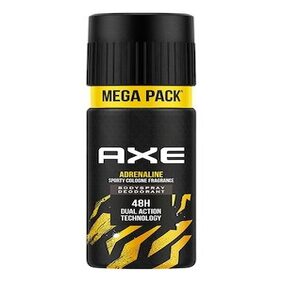 MEGA PACK
AXE
ADRENALINE
SPORTY COLOGNE FRAGRANCE
BODYSPRAY
DEODORANT
48H
DUAL ACTION
TECHNOLOGY